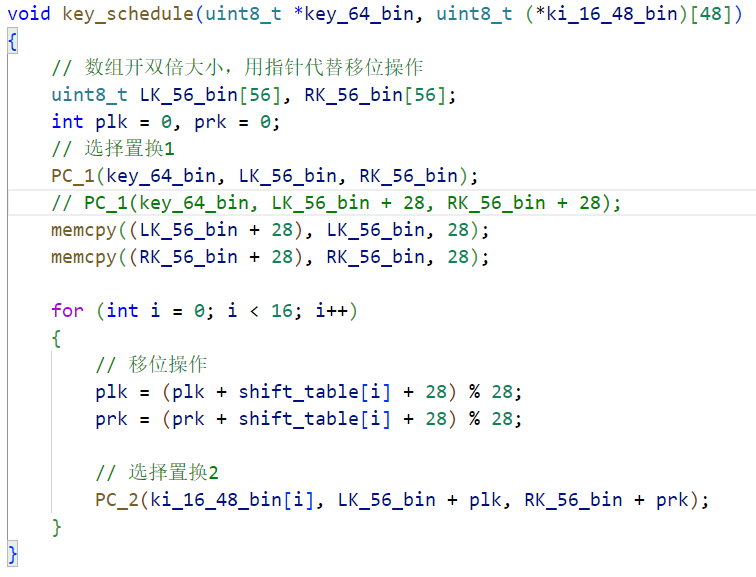 void key_schedule(uint8_t *key_64_bin, uint8_t (*ki_16_48_bin)[48])
{
    // 数组开双倍大小，用指针代替移位操作
    uint8_t LK_56_bin[56], RK_56_bin[56];
    int plk = 0, prk = 0;
    // 选择置换1
    PC_1(key_64_bin, LK_56_bin, RK_56_bin);
    // PC_1(key_64_bin, LK_56_bin + 28, RK_56_bin + 28);
    memcpy((LK_56_bin + 28), LK_56_bin, 28);
    memcpy((RK_56_bin + 28), RK_56_bin, 28);

    for (int i = 0; i < 16; i++)
    {
        // 移位操作
        plk = (plk + shift_table[i] + 28) % 28;
        prk = (prk + shift_table[i] + 28) % 28;

        // 选择置换2
        PC_2(ki_16_48_bin[i], LK_56_bin + plk, RK_56_bin + prk);
    }
}